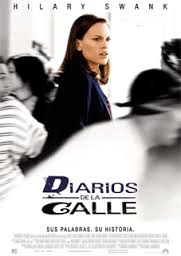 HILARY SWANK
DIARIOS
DE LA
CALLE
SUS PALABRAS. SU HISTORIA.